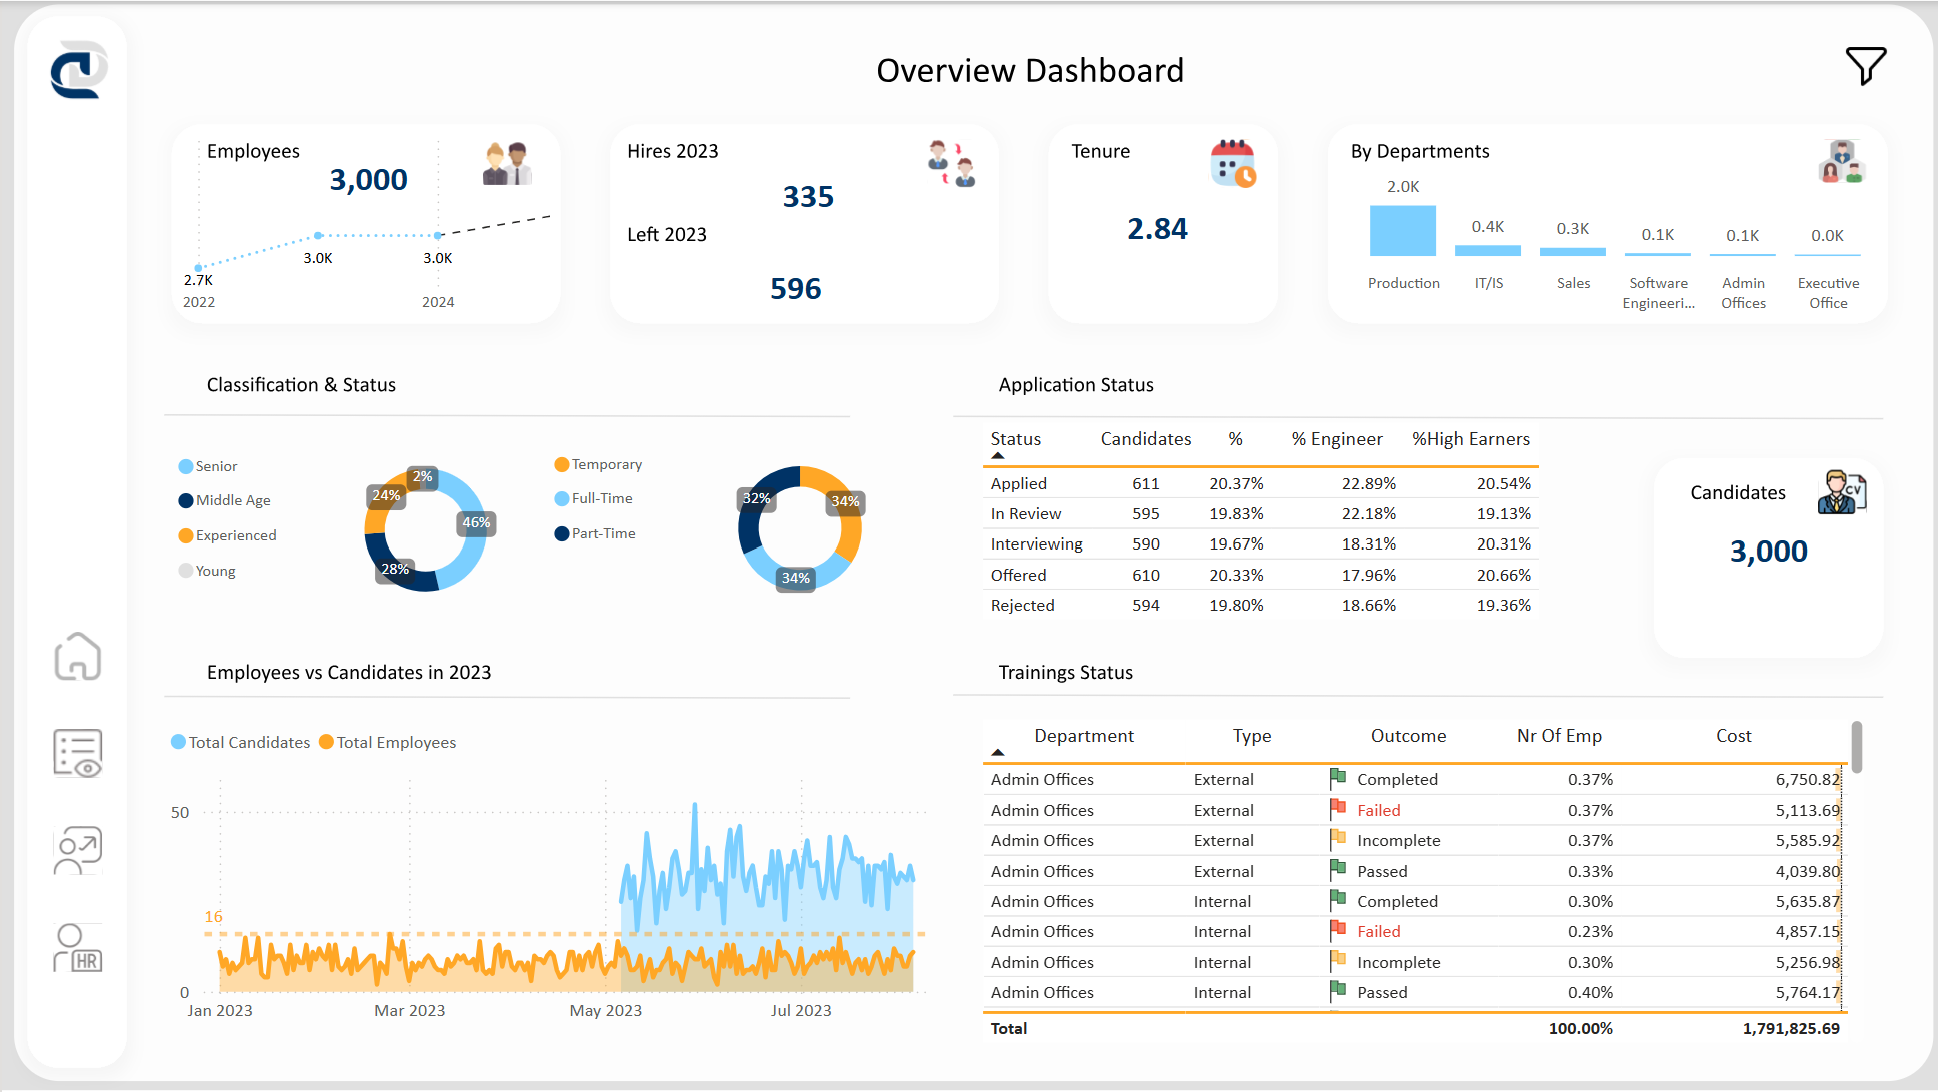 Overview Dashboard
Employees
3,000
3.0K
3.0K
2.7K
2022
2024
Hires 2023
335
Left 2023
596
Tenure
2.84
By Departments
2.0K
0.4K
0.3K
0.1K
0.1K
0.0K
Production
IT/IS
Sales
Software
Engineeri...
Admin
Offices
Executive
Office
Classification & Status
Senior
Middle Age
Experienced
Young
2%
24%
46%
28%
Temporary
Full-Time
Part-Time
32%
34%
34%
Application Status
Status Candidates % % Engineer %High Earners
Applied 611 20.37% 22.89% 20.54%
In Review 595 19.83% 22.18% 19.13%
Interviewing 590 19.67% 18.31% 20.31%
Offered 610 20.33% 17.96% 20.66%
Rejected 594 19.80% 18.66% 19.36%
Candidates
CV
3,000
Employees vs Candidates in 2023
Total Candidates Total Employees
50
16
0
Jan 2023 Mar 2023 May 2023 Jul 2023
Trainings Status
Department Type Outcome Nr Of Emp Cost
Admin Offices External Completed 0.37% 6,750.82
Admin Offices External Failed 0.37% 5,113.69
Admin Offices External Incomplete 0.37% 5,585.92
Admin Offices External Passed 0.33% 4,039.80
Admin Offices Internal Completed 0.30% 5,635.87
Admin Offices Internal Failed 0.23% 4,857.15
Admin Offices Internal Incomplete 0.30% 5,256.98
Admin Offices Internal Passed 0.40% 5,764.17
Total 100.00% 1,791,825.69
HR